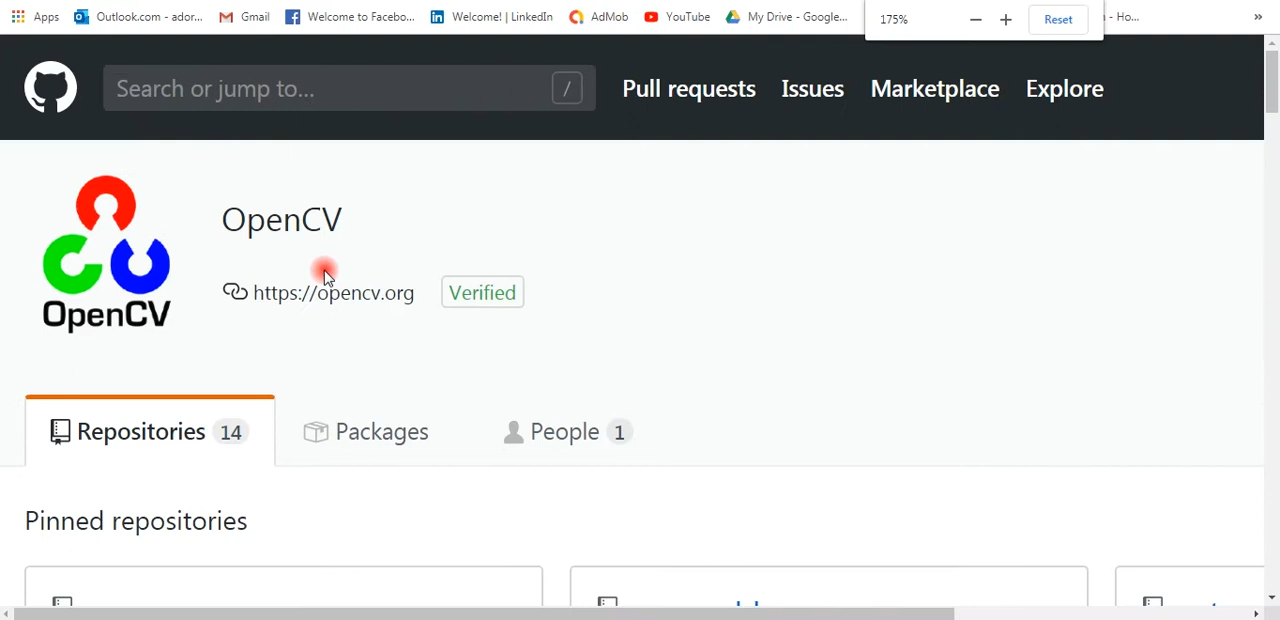 Apps Outlook.com - ador... Gmail Welcome to Facebo... Welcome! | LinkedIn AdMob YouTube My Drive - Google... - Ho... »
175% − + Reset
Search or jump to... / Pull requests Issues Marketplace Explore
OpenCV
https://opencv.org Verified
OpenCV
Repositories 14 Packages People 1
Pinned repositories